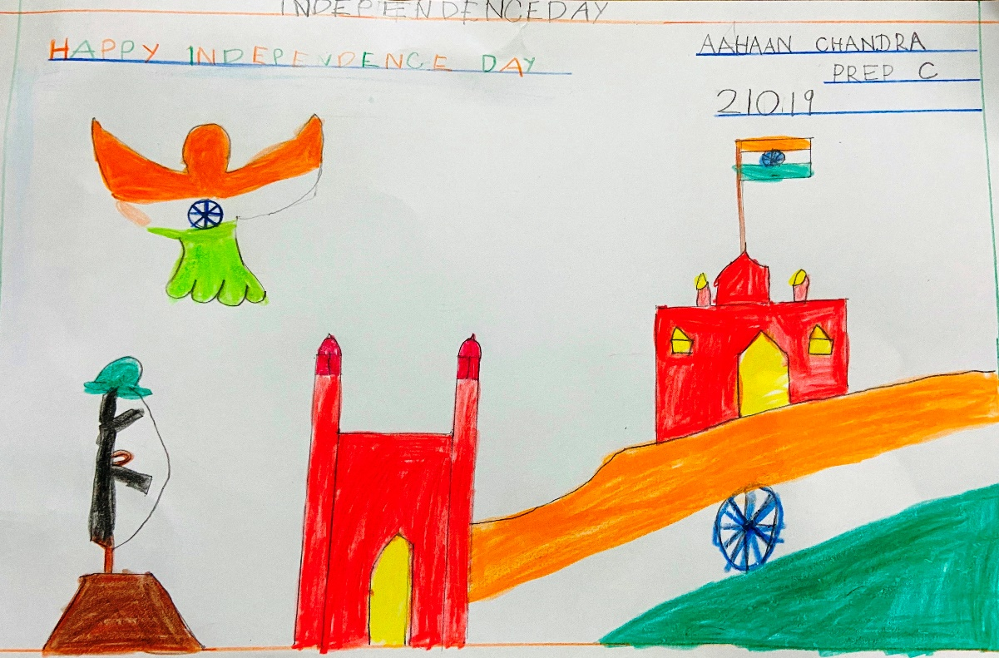 INDEPENDENCEDAY
HAPPY INDEPENDENCE DAY
AAHAAN CHANDRA
PREP C
21019